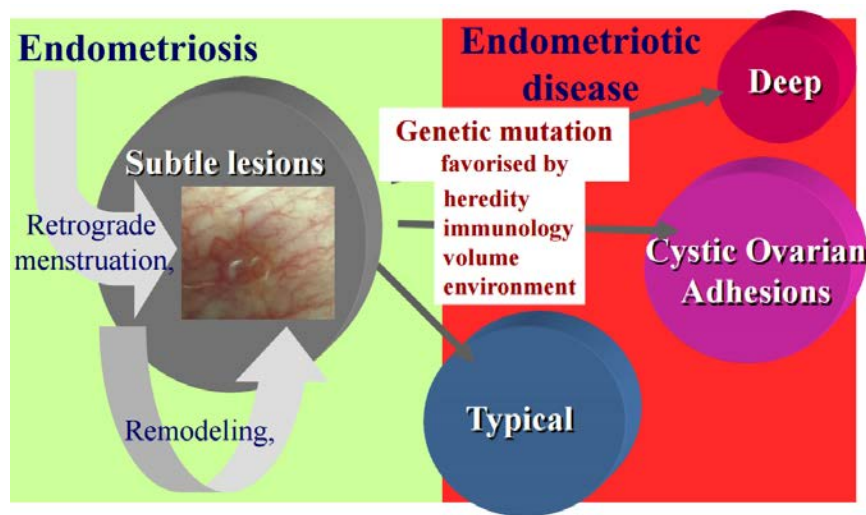 Endometriosis
Subtle lesions
Retrograde
menstruation,
Remodeling,
Endometriotic
disease
Genetic mutation
favorised by
heredity
immunology
volume
environment
Deep
Cystic Ovarian
Adhesions
Typical